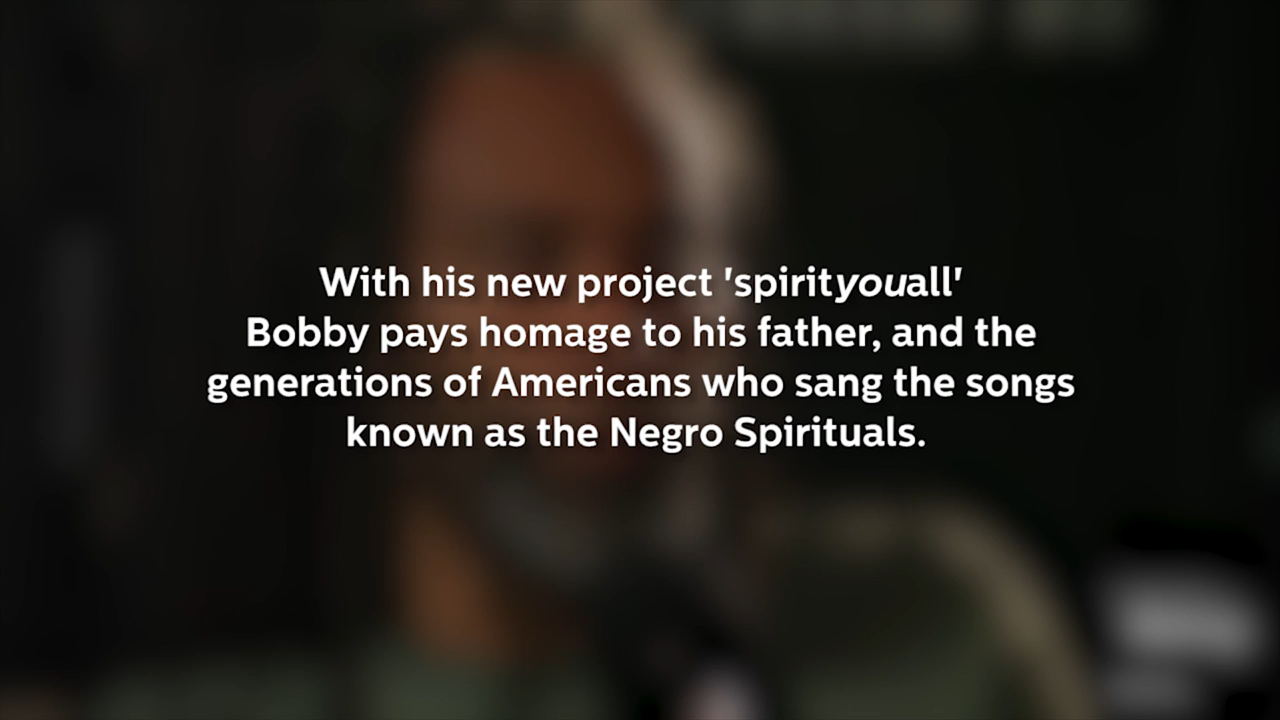 With his new project 'spirityouall'
Bobby pays homage to his father, and the
generations of Americans who sang the songs
known as the Negro Spirituals.